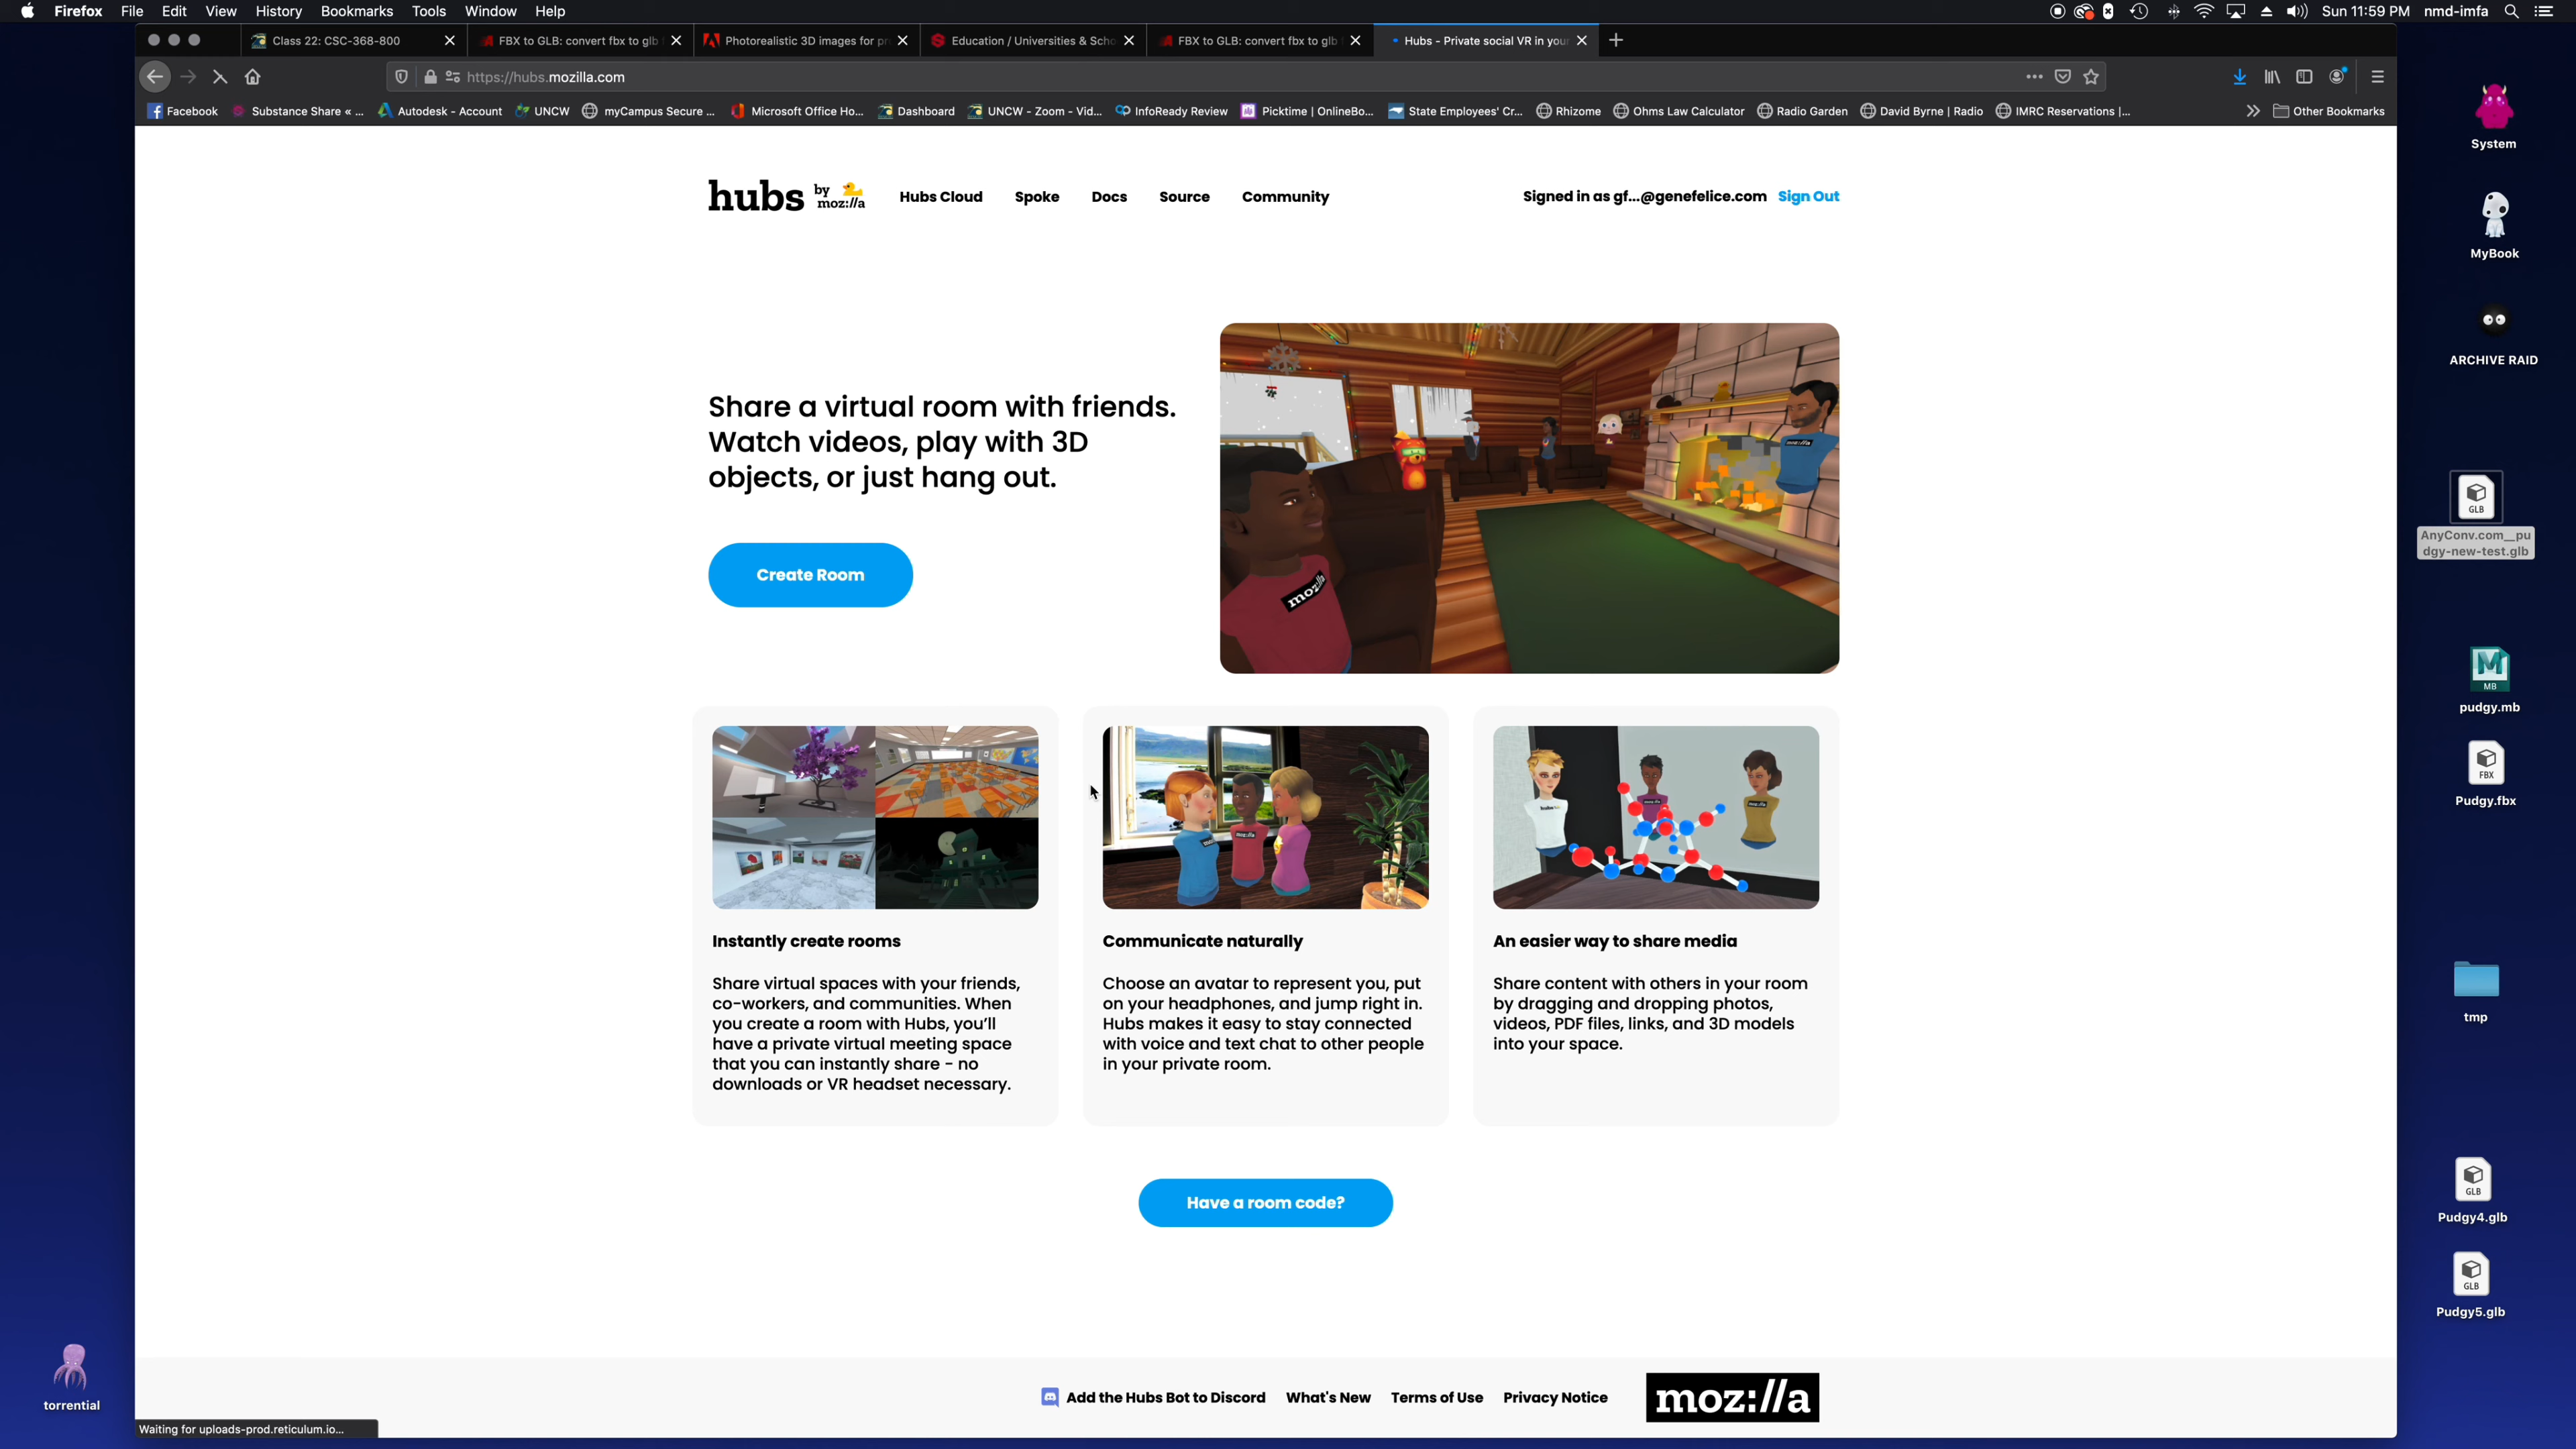 Firefox File Edit View History Bookmarks Tools Window Help Sun 11:59 PM nmd-imfa
Class 22: CSC-368-800 FBX to GLB: convert fbx to glb Photorealistic 3D images for pr Education / Universities & Scho FBX to GLB: convert fbx to glb Hubs - Private social VR in your
https://hubs.mozilla.com
Facebook Substance Share « ... Autodesk - Account UNCW myCampus Secure ... Microsoft Office Ho... Dashboard UNCW - Zoom - Vid... InfoReady Review Picktime | OnlineBo... State Employees' Cr... Rhizome Ohms Law Calculator Radio Garden David Byrne | Radio IMRC Reservations |... Other Bookmarks
hubs by moz://a Hubs Cloud Spoke Docs Source Community Signed in as gf...@genefelice.com Sign Out
Share a virtual room with friends.
Watch videos, play with 3D
objects, or just hang out.
Create Room
moz://a
moz://a
Instantly create rooms
Share virtual spaces with your friends,
co-workers, and communities. When
you create a room with Hubs, you'll
have a private virtual meeting space
that you can instantly share - no
downloads or VR headset necessary.
Communicate naturally
Choose an avatar to represent you, put
on your headphones, and jump right in.
Hubs makes it easy to stay connected
with voice and text chat to other people
in your private room.
An easier way to share media
Share content with others in your room
by dragging and dropping photos,
videos, PDF files, links, and 3D models
into your space.
Have a room code?
Add the Hubs Bot to Discord What's New Terms of Use Privacy Notice moz://a
Waiting for uploads-prod.reticulum.io...
System
MyBook
ARCHIVE RAID
GLB
AnyConv.com__pu
dgy-new-test.glb
M
MB
pudgy.mb
FBX
Pudgy.fbx
tmp
GLB
Pudgy4.glb
GLB
Pudgy5.glb
torrential